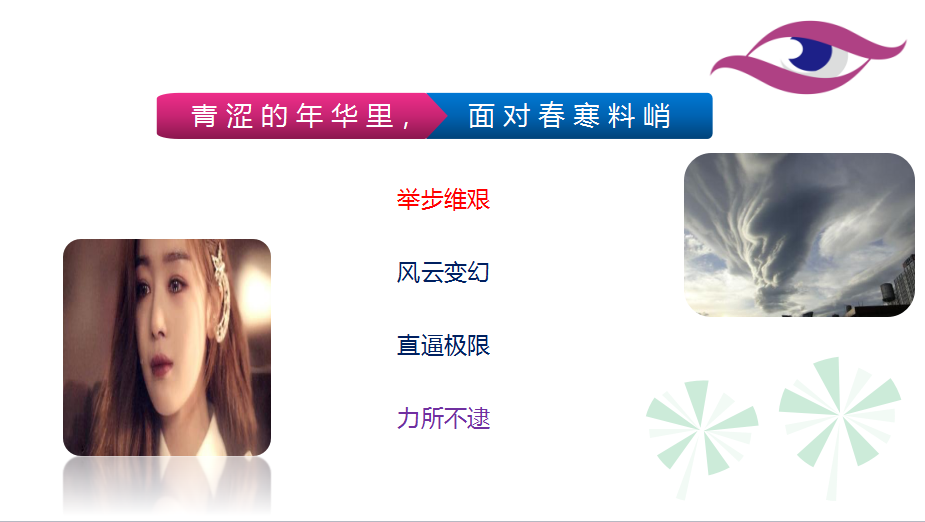 青涩的年华里，面对春寒料峭
举步维艰
风云变幻
直逼极限
力所不逮